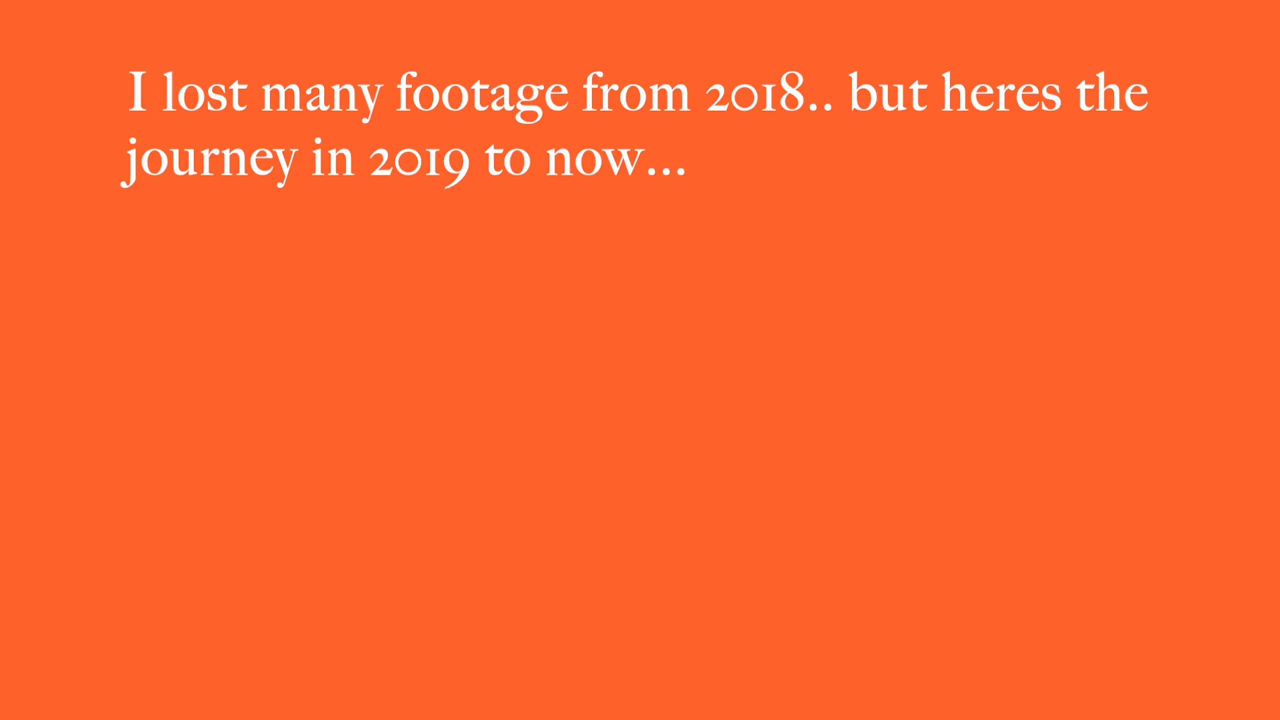 I lost many footage from 2018.. but heres the
journey in 2019 to now...